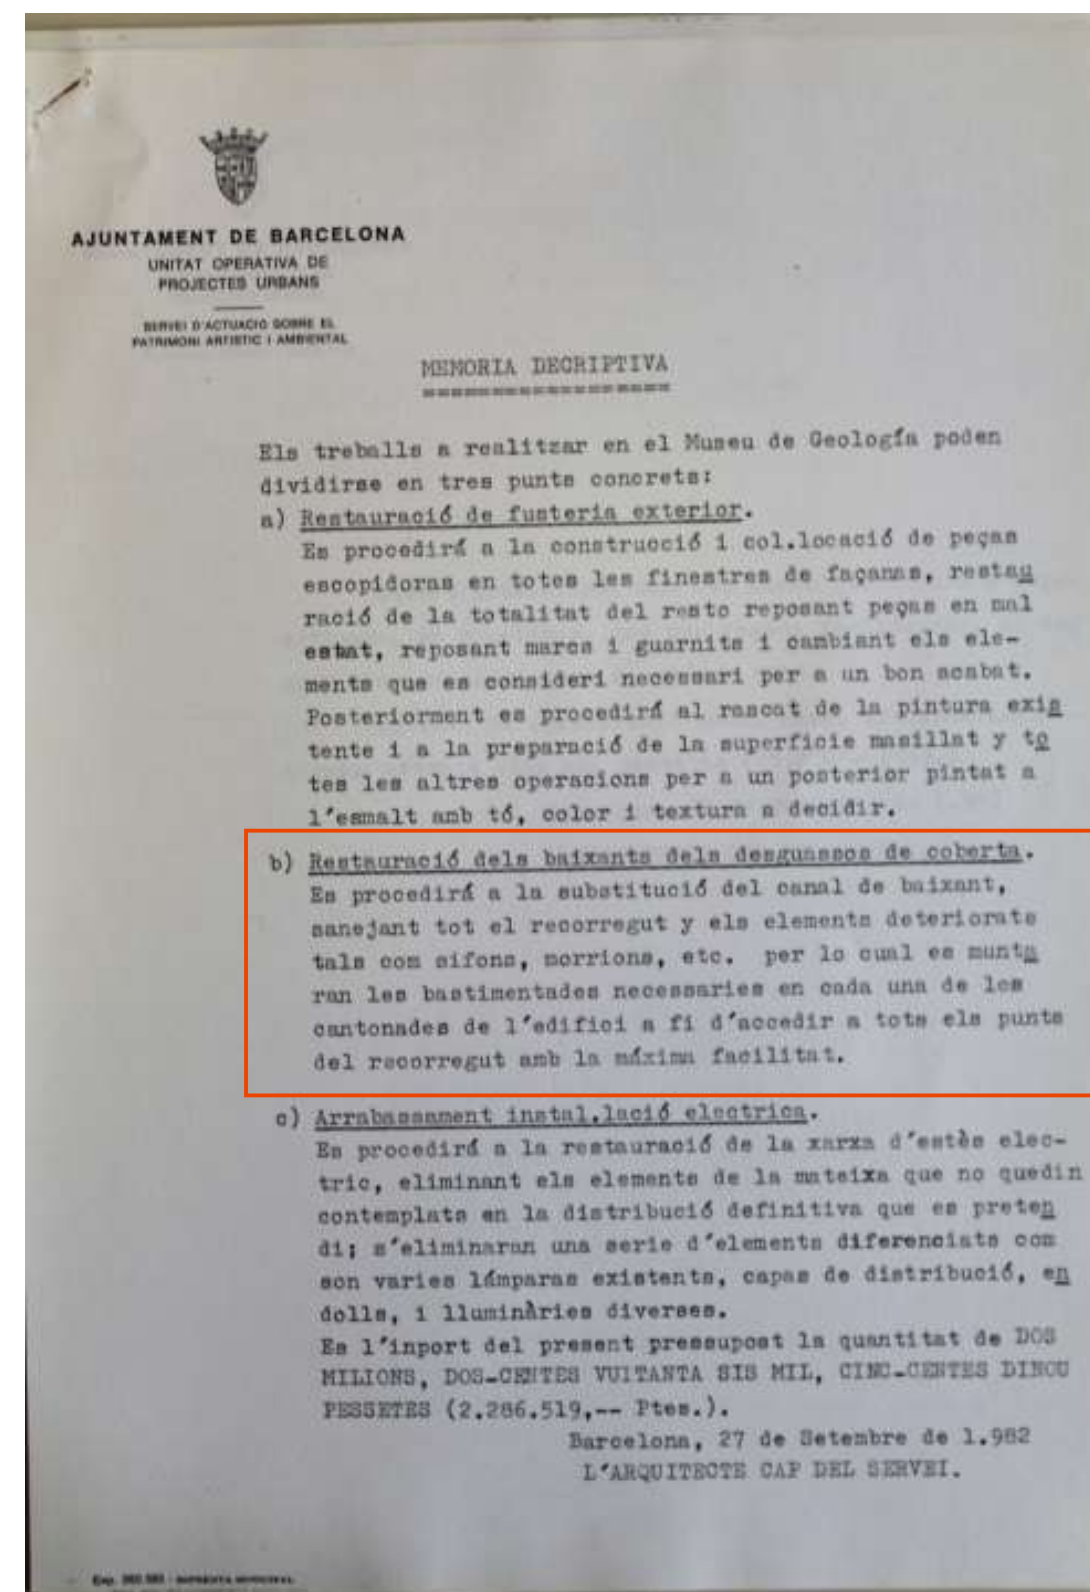 AJUNTAMENT DE BARCELONA
UNITAT OPERATIVA DE
PROJECTES URBANS
SERVEI D'ACTUACIÓ SOBRE EL
PATRIMONI ARTISTIC I AMBIENTAL
MEMORIA DECRIPTIVA
===================
Els treballs a realitzar en el Museu de Geología poden
dividirse en tres punts concrets:
a) Restauració de fusteria exterior.
Es procedirá a la construcció i col.locació de peças
escopidoras en totes les finestres de façanas, restau
ració de la totalitat del resto reposant peças en mal
estat, reposant marcs i guarnits i cambiant els ele-
ments que es consideri necessari per a un bon acabat.
Posteriorment es procedirá al rascat de la pintura exis
tente i a la preparació de la superficie masillat y to
tes les altres operacions per a un posterior pintat a
l'esmalt amb tó, color i textura a decidir.
b) Restauració dels baixants dels desguassos de coberta.
Es procedirá a la substitució del canal de baixant,
sanejant tot el recorregut y els elements deteriorats
tals com sifons, morrions, etc. per lo cual es munta
ran les bastimentades necessaries en cada una de les
cantonades de l'edifici a fi d'accedir a tots els punts
del recorregut amb la máxima facilitat.
c) Arrabassament instal.lació electrica.
Es procedirá a la restauració de la xarxa d'estès elec-
tric, eliminant els elements de la mateixa que no quedin
contemplats en la distribució definitiva que es preten
di; s'eliminaran una serie d'elements diferenciats com
son varies lámparas existents, capas de distribució, en
dolls, i lluminàries diverses.
Es l'inport del present pressupost la quantitat de DOS
MILIONS, DOS-CENTES VUITANTA SIS MIL, CINC-CENTES DINOU
PESSETES (2.286.519,-- Ptes.).
Barcelona, 27 de Setembre de 1.982
L'ARQUITECTE CAP DEL SERVEI.
IMPREMTA MUNICIPAL